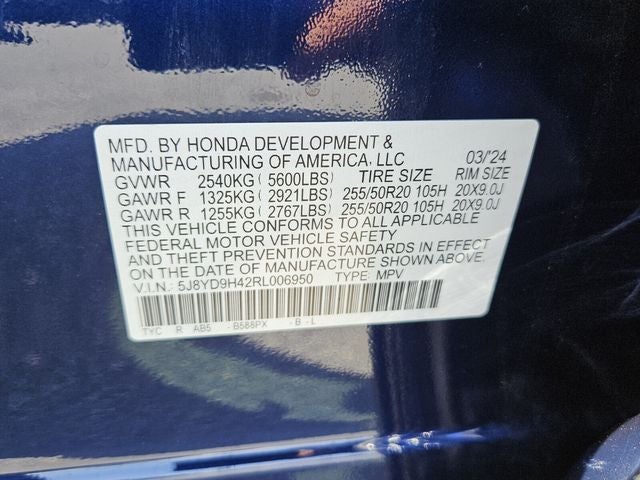 MFD. BY HONDA DEVELOPMENT &
MANUFACTURING OF AMERICA, LLC 03/'24
GVWR 2540KG ( 5600LBS) TIRE SIZE RIM SIZE
GAWR F 1325KG ( 2921LBS) 255/50R20 105H 20X9.0J
GAWR R 1255KG ( 2767LBS) 255/50R20 105H 20X9.0J
THIS VEHICLE CONFORMS TO ALL APPLICABLE
FEDERAL MOTOR VEHICLE SAFETY
AND THEFT PREVENTION STANDARDS IN EFFECT
ON THE DATE OF MANUFACTURE SHOWN ABOVE.
V.I.N.: 5J8YD9H42RL006950 TYPE: MPV
TYC R AB5 - B588PX - B - L